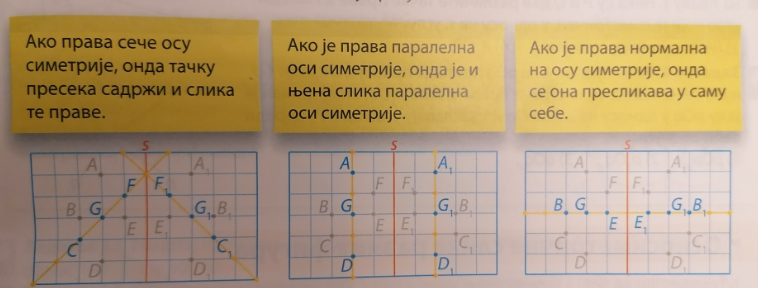 Ако права сече осу
симетрије, онда тачку
пресека садржи и слика
те праве.
Ако је права паралелна
оси симетрије, онда је и
њена слика паралелна
оси симетрије.
Ако је права нормална
на осу симетрије, онда
се она пресликава у саму
себе.
s
A A₁
F F₁
B G G₁ B₁
E E₁
C C₁
D D₁
s
A A₁
F F₁
B G G₁ B₁
E E₁
C C₁
D D₁
s
A A₁
F F₁
B G G₁ B₁
E E₁
C C₁
D D₁